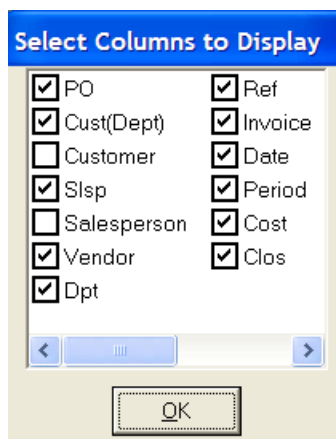 Select Columns to Display
PO
Cust(Dept)
Customer
Slsp
Salesperson
Vendor
Dpt
Ref
Invoice
Date
Period
Cost
Clos
OK